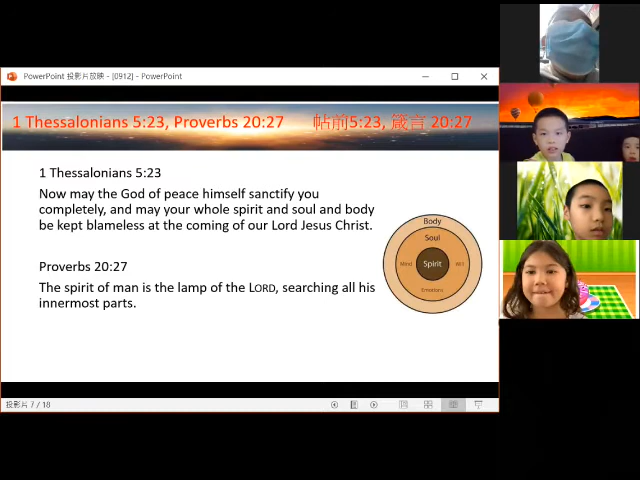 PowerPoint 投影片放映 - [0912] - PowerPoint
1 Thessalonians 5:23, Proverbs 20:27 帖前5:23, 箴言 20:27
1 Thessalonians 5:23
Now may the God of peace himself sanctify you
completely, and may your whole spirit and soul and body
be kept blameless at the coming of our Lord Jesus Christ.
Proverbs 20:27
The spirit of man is the lamp of the LORD, searching all his
innermost parts.
Body
Soul
Mind Spirit Will
Emotions
投影片 7 / 18